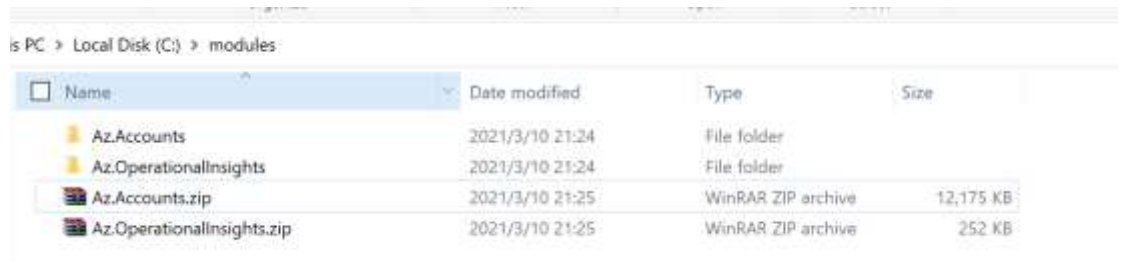 s PC > Local Disk (C:) > modules
Name Date modified Type Size
Az.Accounts 2021/3/10 21:24 File folder
Az.OperationalInsights 2021/3/10 21:24 File folder
Az.Accounts.zip 2021/3/10 21:25 WinRAR ZIP archive 12,175 KB
Az.OperationalInsights.zip 2021/3/10 21:25 WinRAR ZIP archive 252 KB